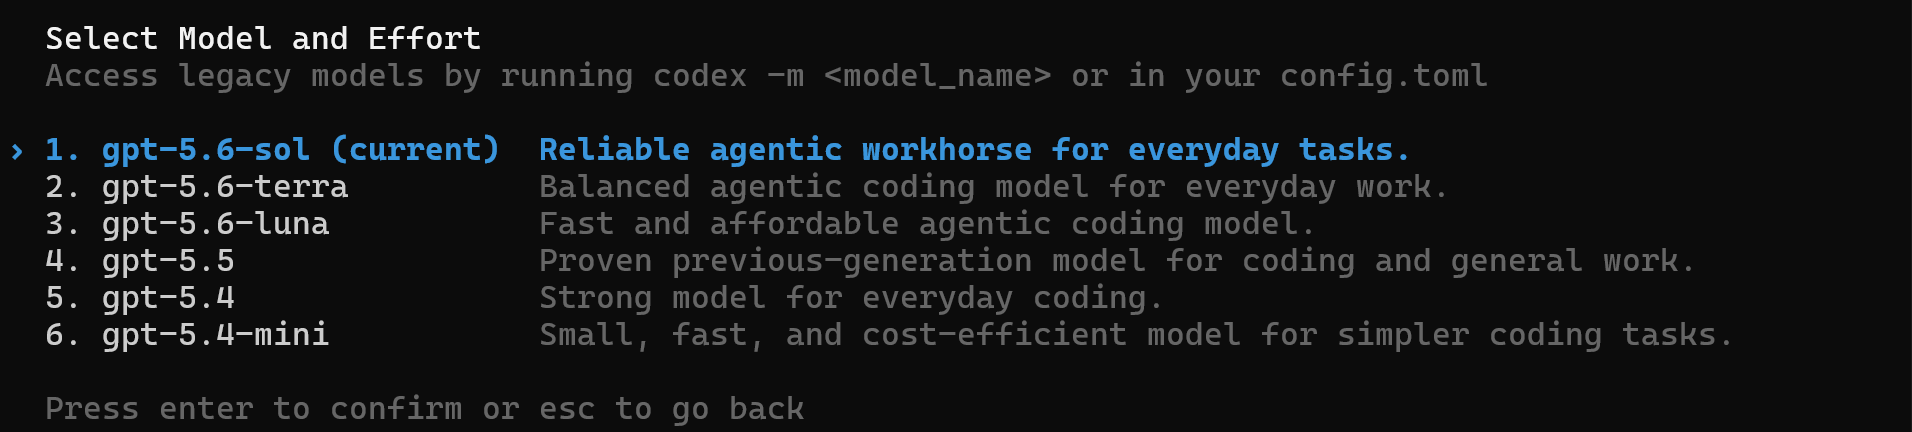 Select Model and Effort
Access legacy models by running codex -m <model_name> or in your config.toml
› 1. gpt-5.6-sol (current)  Reliable agentic workhorse for everyday tasks.
2. gpt-5.6-terra  Balanced agentic coding model for everyday work.
3. gpt-5.6-luna  Fast and affordable agentic coding model.
4. gpt-5.5  Proven previous-generation model for coding and general work.
5. gpt-5.4  Strong model for everyday coding.
6. gpt-5.4-mini  Small, fast, and cost-efficient model for simpler coding tasks.
Press enter to confirm or esc to go back